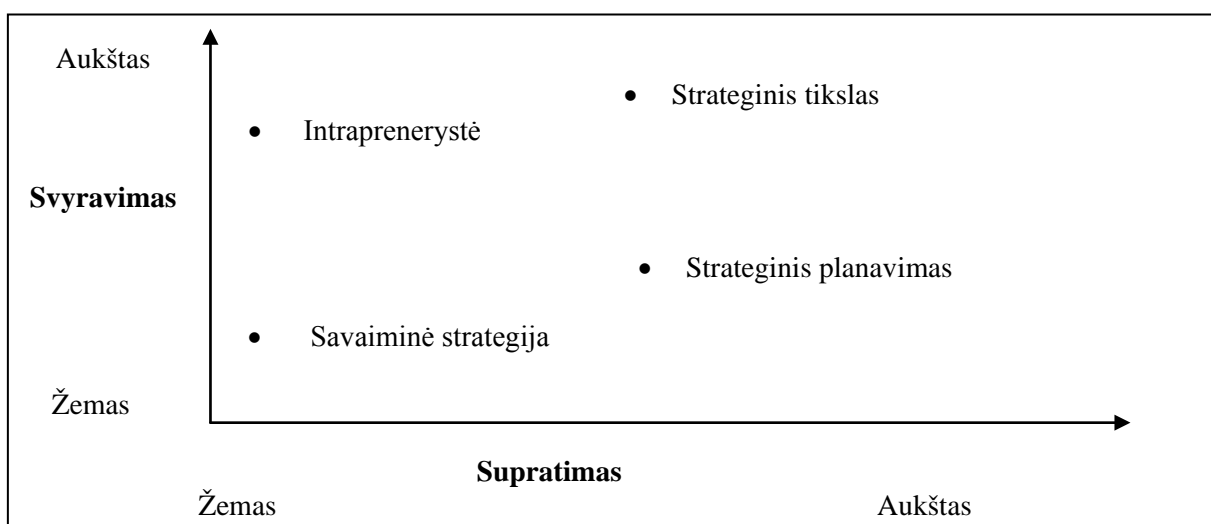 Aukštas
Strateginis tikslas
Intraprenerystė
Svyravimas
Strateginis planavimas
Savaiminė strategija
Žemas
Supratimas
Žemas Aukštas